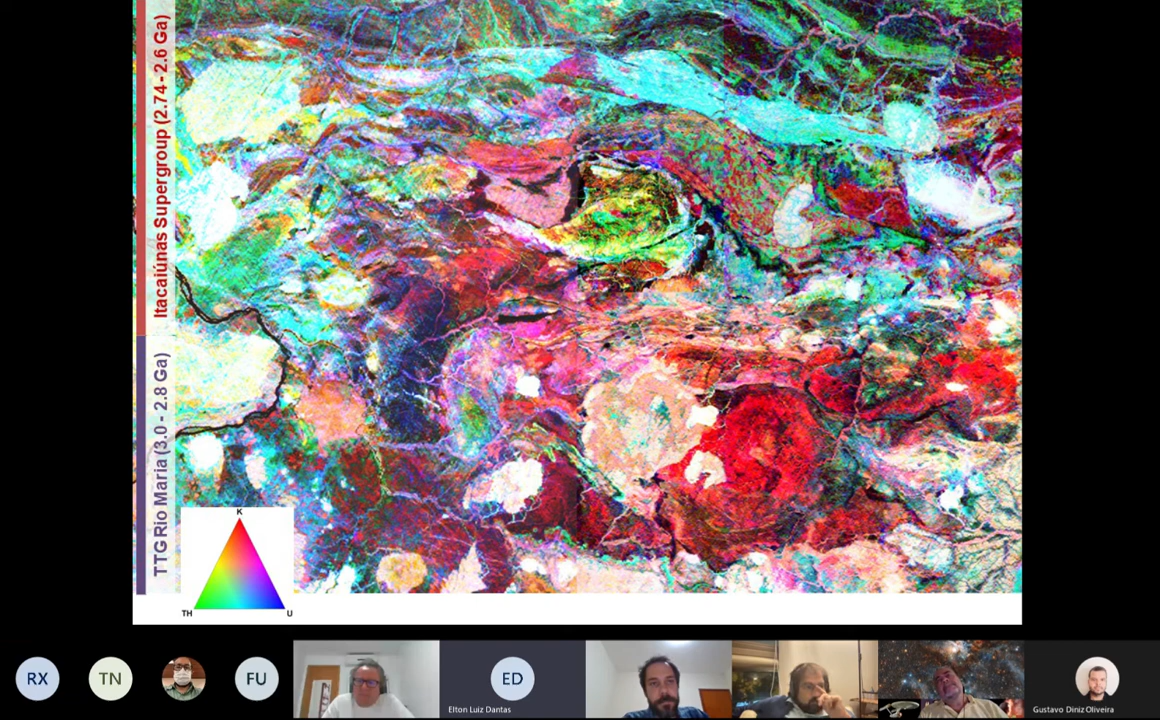 Itacaiúnas Supergroup (2.74- 2.6 Ga)
TTG Rio Maria (3.0 - 2.8 Ga)
K
TH
U
RX
TN
FU
ED
Elton Luiz Dantas
Gustavo Diniz Oliveira